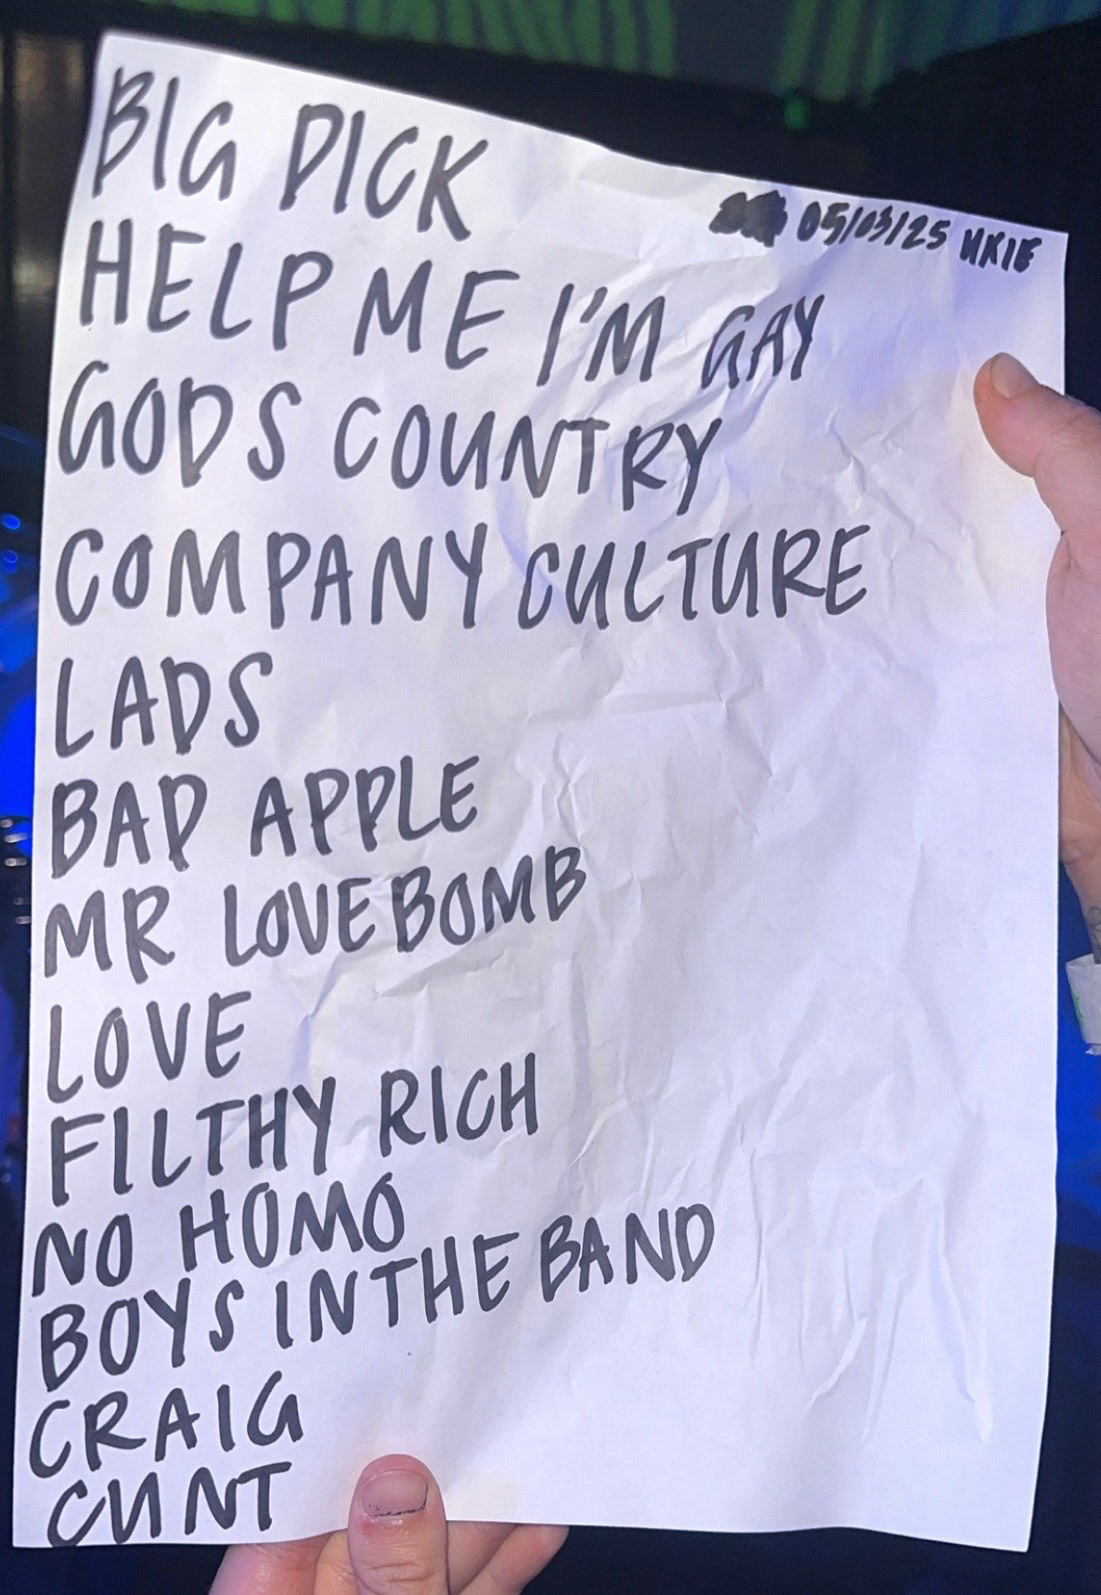 BIG DICK
05/03/25 UKIE
HELP ME I'M GAY
GODS COUNTRY
COMPANY CULTURE
LADS
BAD APPLE
MR LOVEBOMB
LOVE
FILTHY RICH
NO HOMO
BOYS IN THE BAND
CRAIG
CUNT